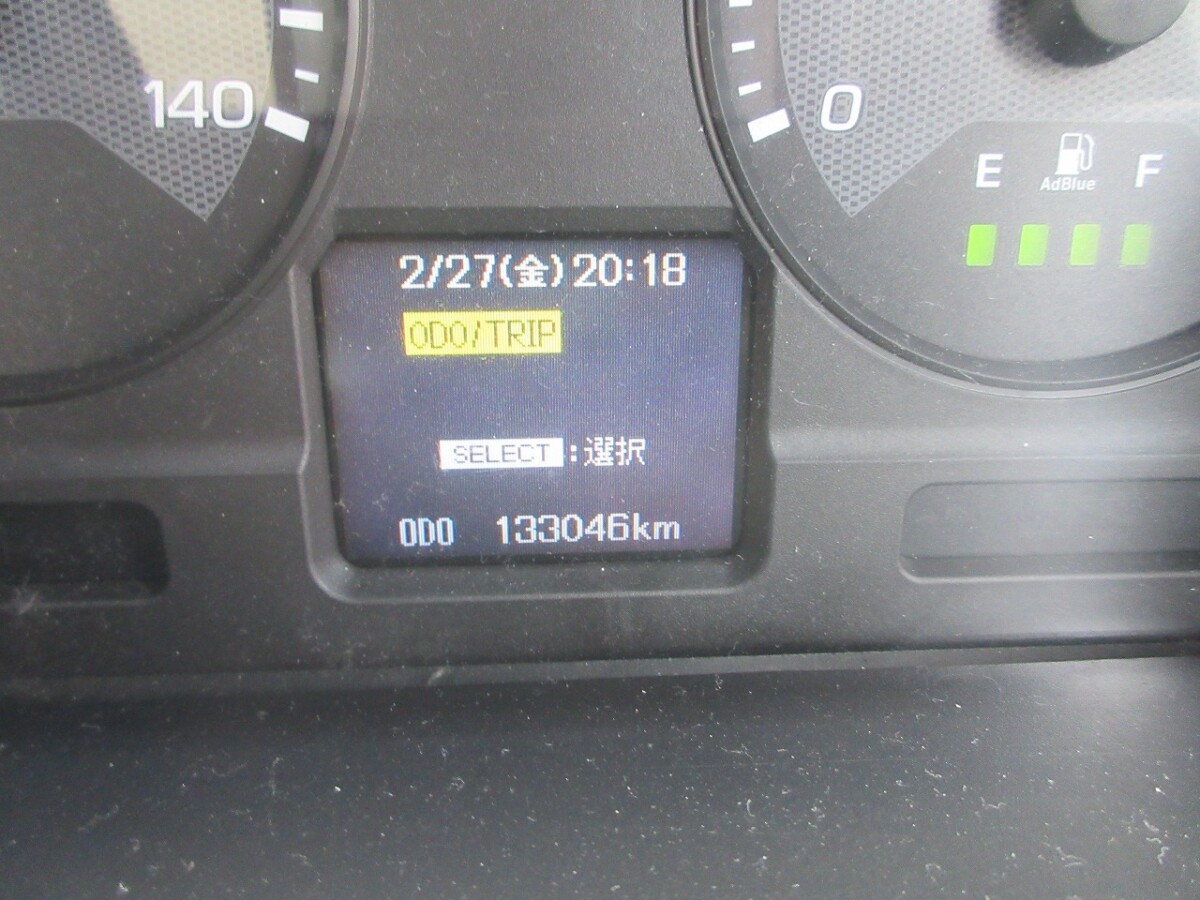 140
0
E F
AdBlue
2/27(金)20:18
ODO/TRIP
SELECT:選択
ODO 133046km